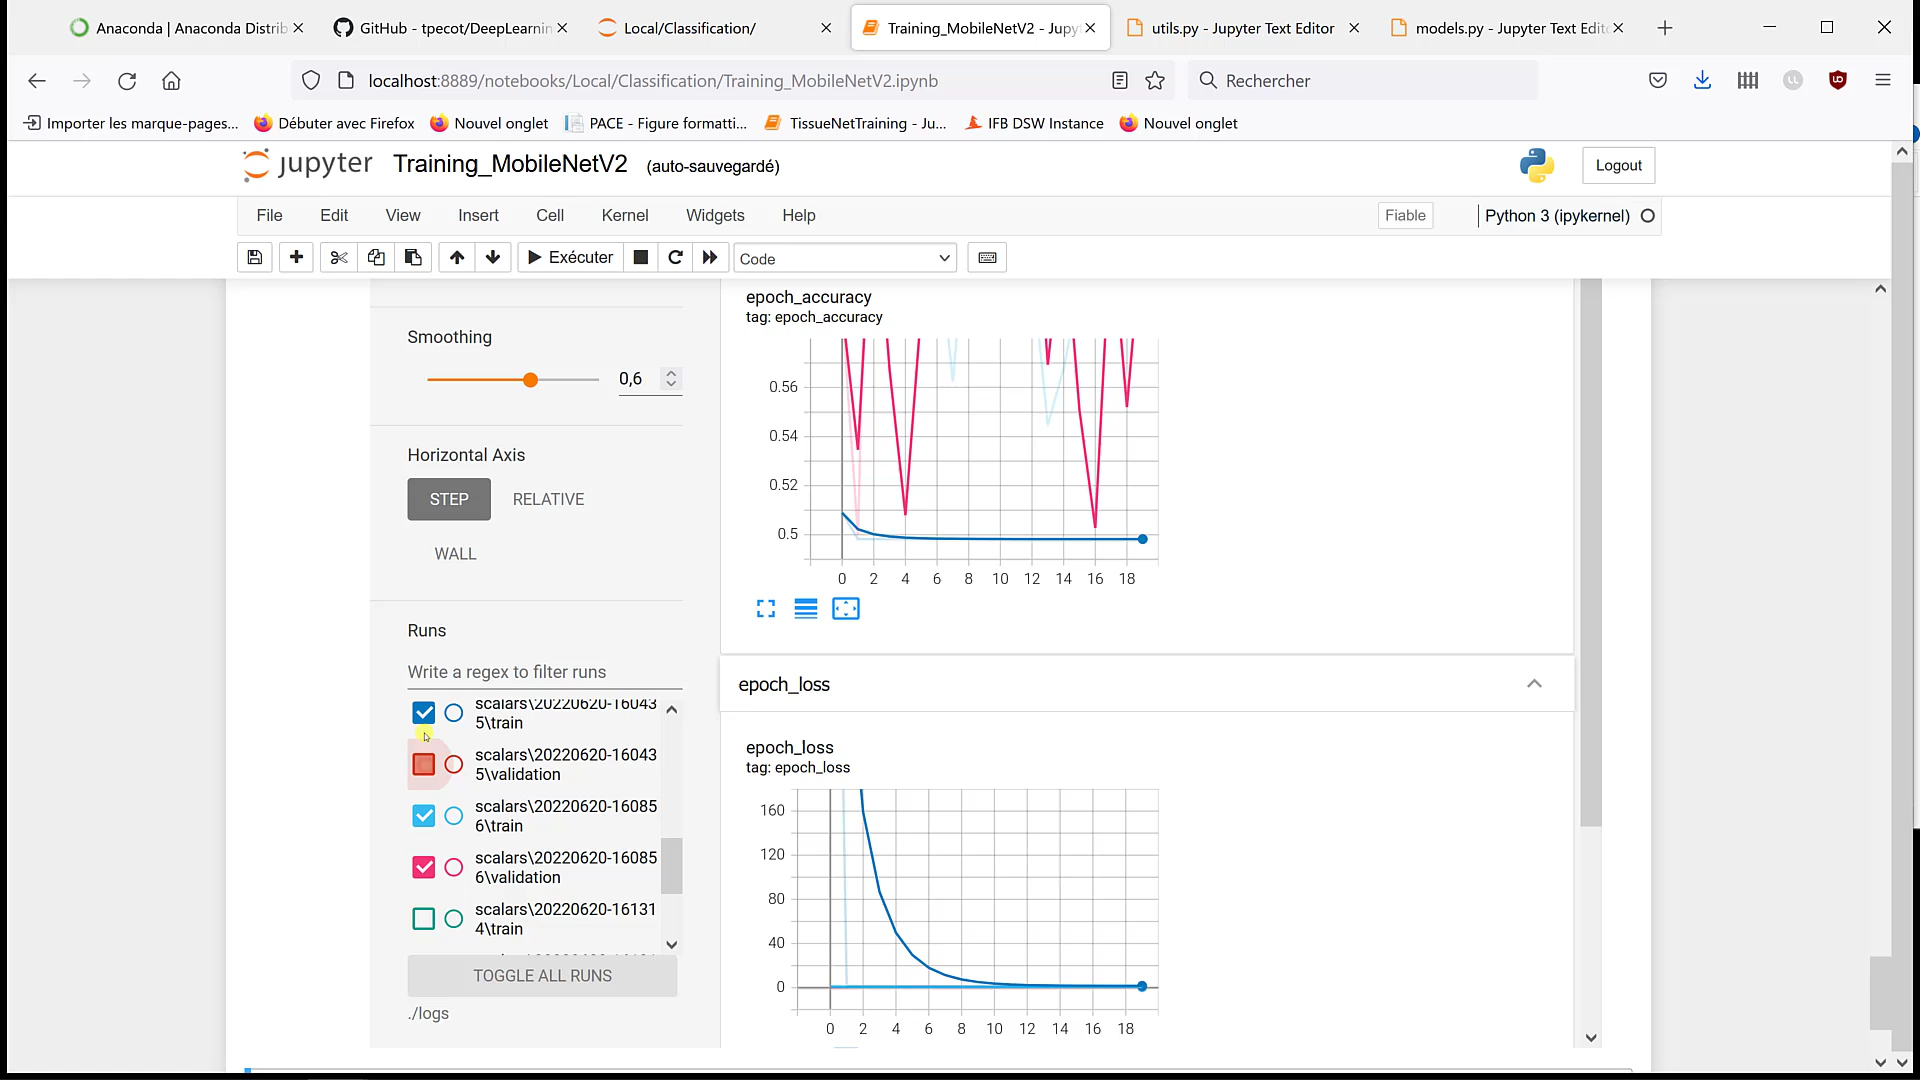 Anaconda | Anaconda Distrib
GitHub - tpecot/DeepLearnin
Local/Classification/
Training_MobileNetV2 - Jupy
utils.py - Jupyter Text Editor
models.py - Jupyter Text Edit
localhost:8889/notebooks/Local/Classification/Training_MobileNetV2.ipynb
Rechercher
Importer les marque-pages...
Débuter avec Firefox
Nouvel onglet
PACE - Figure formatti...
TissueNetTraining - Ju...
IFB DSW Instance
Nouvel onglet
jupyter Training_MobileNetV2 (auto-sauvegardé)
Logout
File Edit View Insert Cell Kernel Widgets Help
Fiable
Python 3 (ipykernel)
Exécuter
Code
Smoothing
0,6
Horizontal Axis
STEP RELATIVE
WALL
Runs
Write a regex to filter runs
scalars\20220620-16043
5\train
scalars\20220620-16043
5\validation
scalars\20220620-16085
6\train
scalars\20220620-16085
6\validation
scalars\20220620-16131
4\train
TOGGLE ALL RUNS
./logs
epoch_accuracy
tag: epoch_accuracy
0.56
0.54
0.52
0.5
0 2 4 6 8 10 12 14 16 18
epoch_loss
epoch_loss
tag: epoch_loss
160
120
80
40
0
0 2 4 6 8 10 12 14 16 18